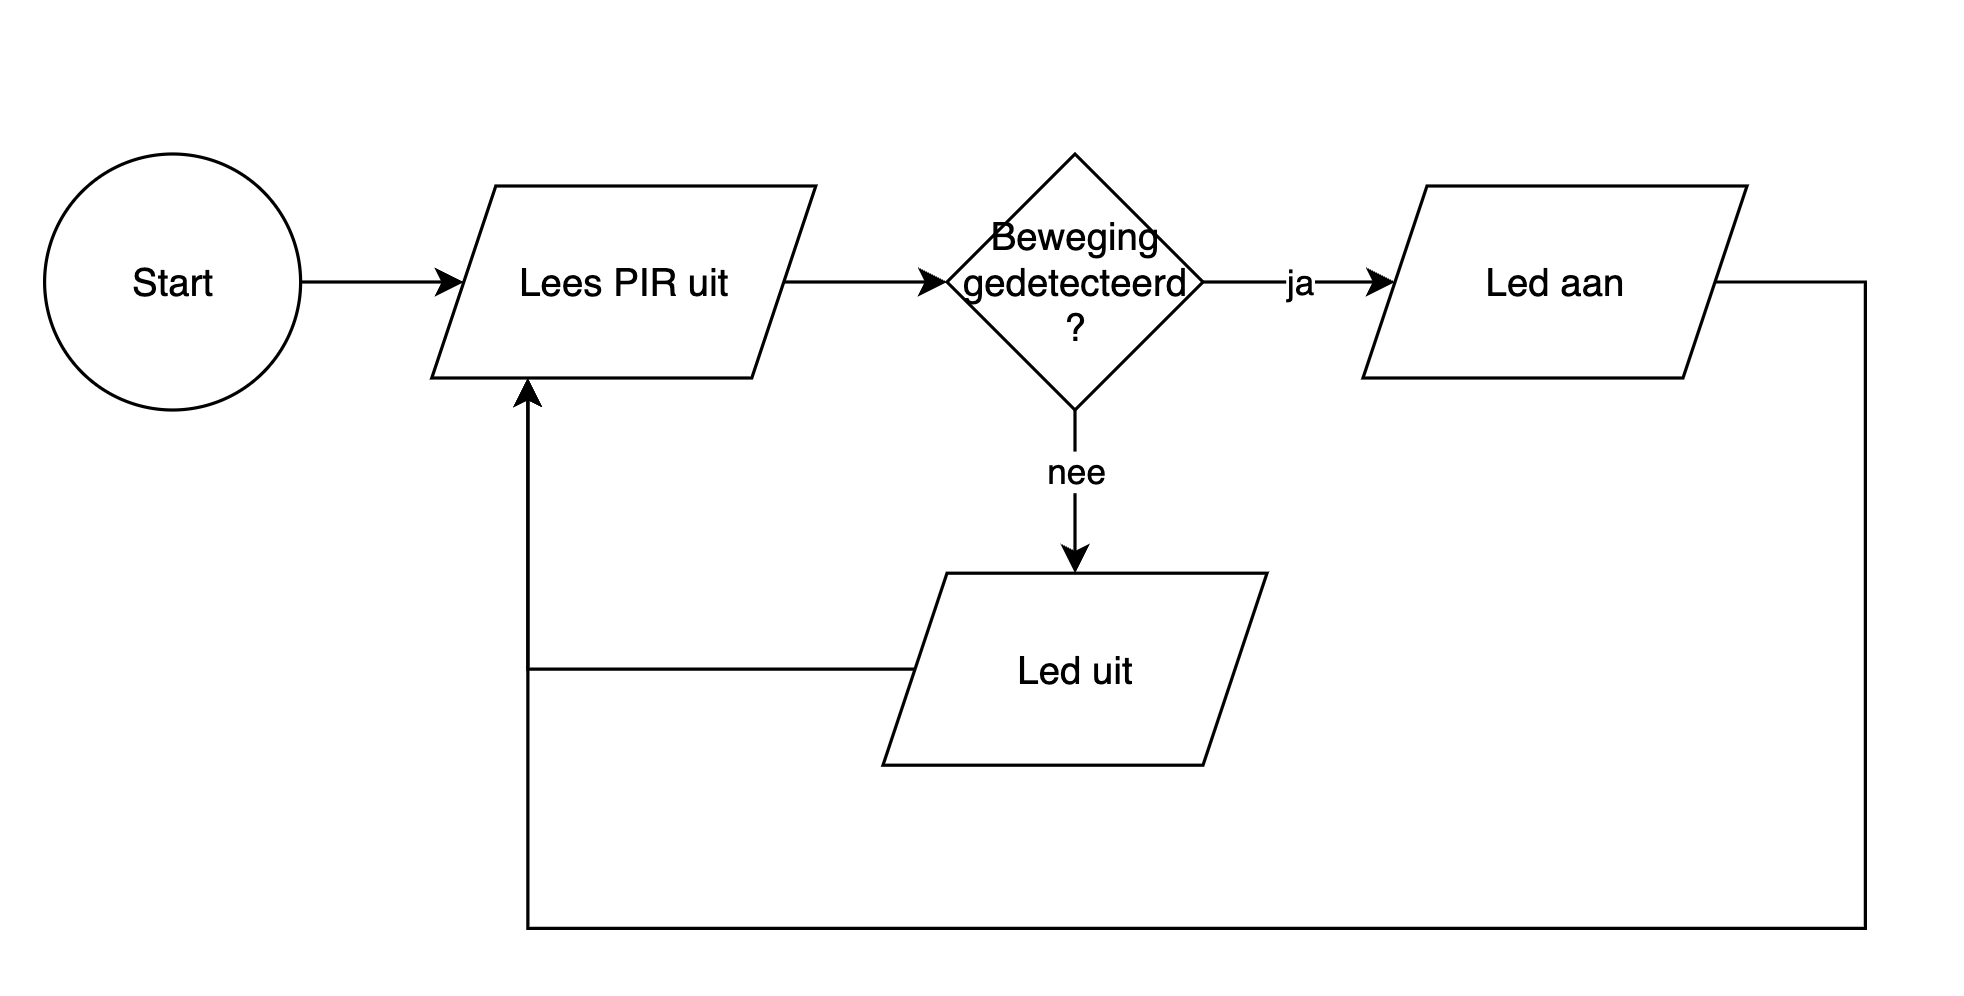 Start
Lees PIR uit
Beweging
gedetecteerd
?
ja
Led aan
nee
Led uit